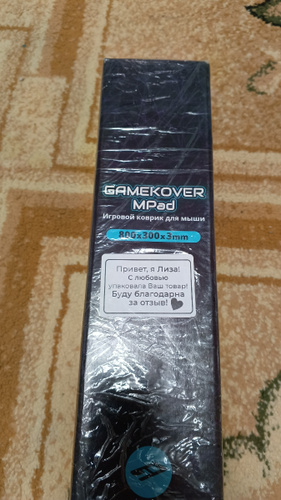 GAMEKOVER
MPad
Игровой коврик для мыши
800x300x3mm
Привет, я Лиза!
С любовью
упаковала Ваш товар!
Буду благодарна
за отзыв!